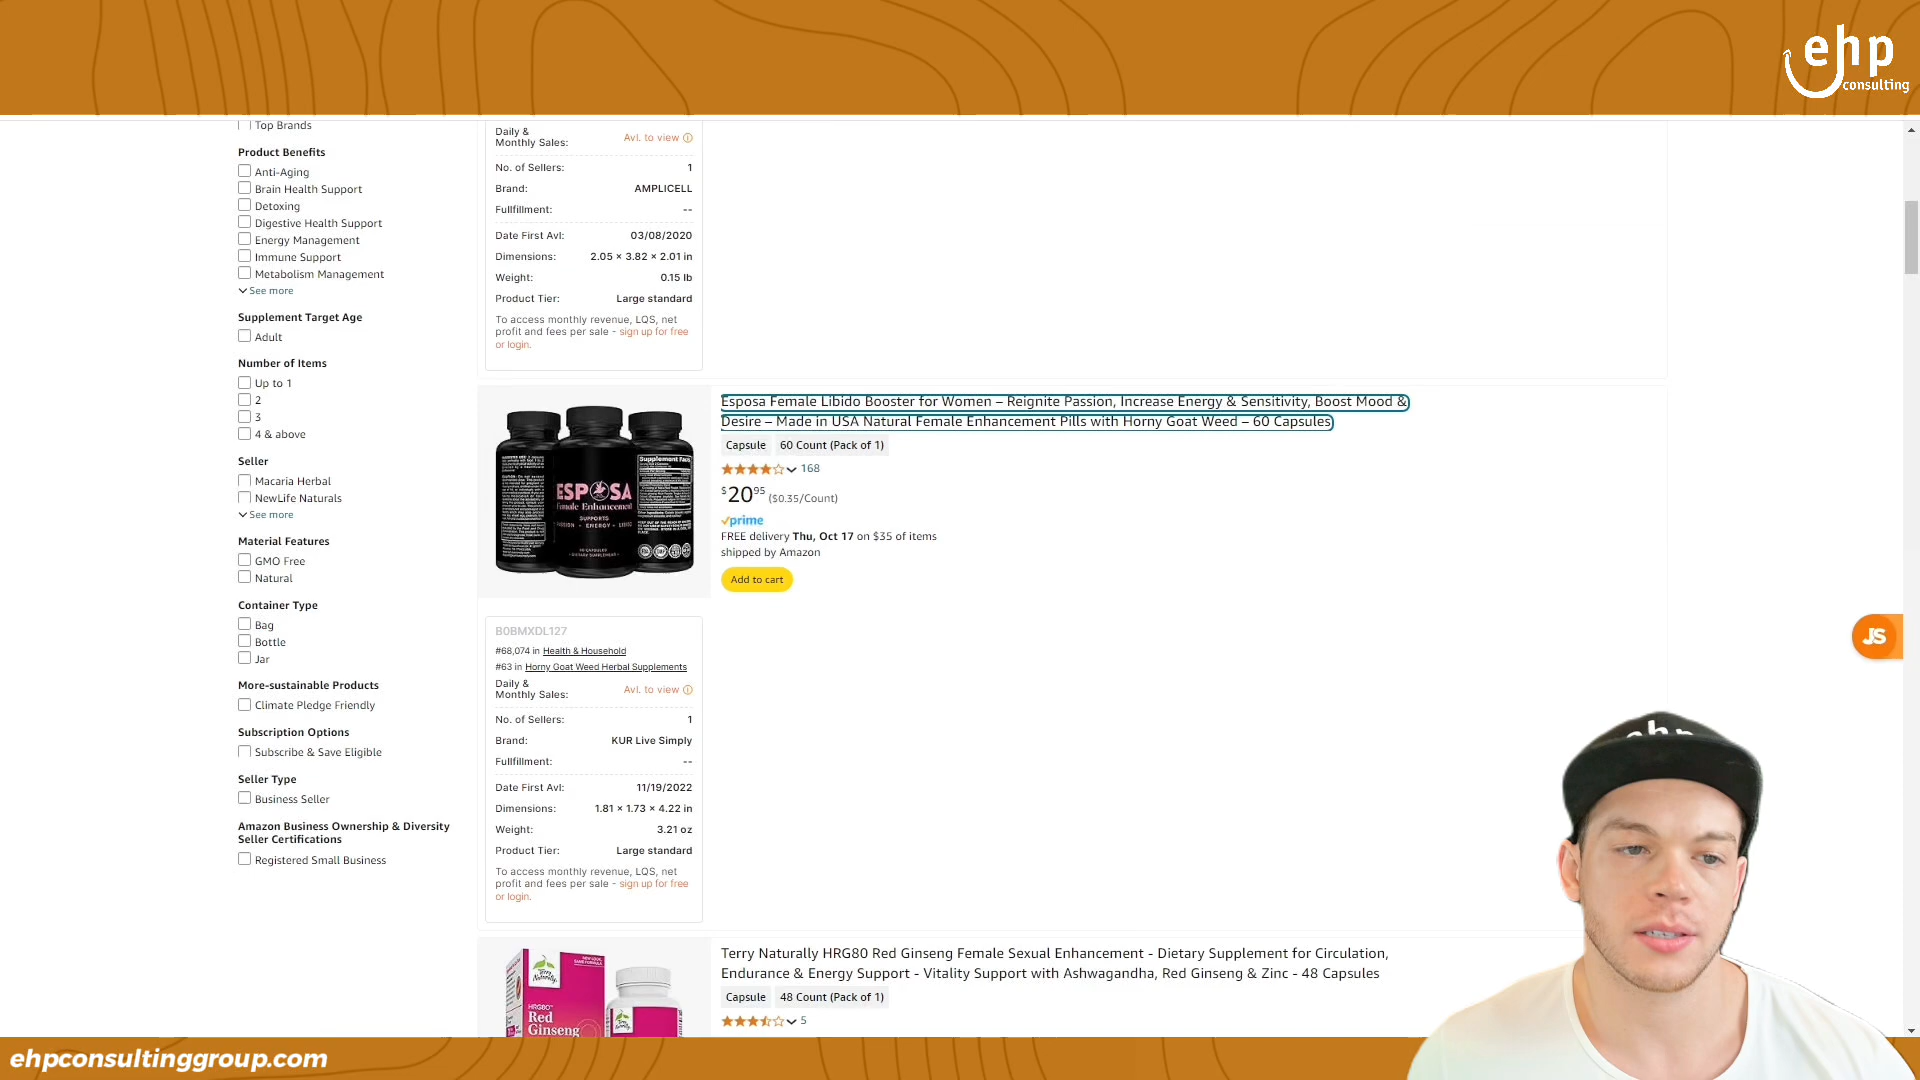 ehp
consulting
Top Brands
Product Benefits
Anti-Aging
Brain Health Support
Detoxing
Digestive Health Support
Energy Management
Immune Support
Metabolism Management
See more
Supplement Target Age
Adult
Number of Items
Up to 1
2
3
4 & above
Seller
Macaria Herbal
NewLife Naturals
See more
Material Features
GMO Free
Natural
Container Type
Bag
Bottle
Jar
More-sustainable Products
Climate Pledge Friendly
Subscription Options
Subscribe & Save Eligible
Seller Type
Business Seller
Amazon Business Ownership & Diversity
Seller Certifications
Registered Small Business
Daily &
Monthly Sales: Avl. to view
No. of Sellers: 1
Brand: AMPLICELL
Fullfillment: --
Date First Avl: 03/08/2020
Dimensions: 2.05 × 3.82 × 2.01 in
Weight: 0.15 lb
Product Tier: Large standard
To access monthly revenue, LQS, net
profit and fees per sale - sign up for free
or login.
Esposa Female Libido Booster for Women – Reignite Passion, Increase Energy & Sensitivity, Boost Mood &
Desire – Made in USA Natural Female Enhancement Pills with Horny Goat Weed – 60 Capsules
Capsule 60 Count (Pack of 1)
168
$2095 ($0.35/Count)
prime
FREE delivery Thu, Oct 17 on $35 of items
shipped by Amazon
Add to cart
Supplement Facts
ESPOSA
Female Enhancement
SUPPORTS
B0BMXDL127
#68,074 in Health & Household
#63 in Horny Goat Weed Herbal Supplements
Daily &
Monthly Sales: Avl. to view
No. of Sellers: 1
Brand: KUR Live Simply
Fullfillment: --
Date First Avl: 11/19/2022
Dimensions: 1.81 × 1.73 × 4.22 in
Weight: 3.21 oz
Product Tier: Large standard
To access monthly revenue, LQS, net
profit and fees per sale - sign up for free
or login.
JS
ehp
Terry Naturally HRG80 Red Ginseng Female Sexual Enhancement - Dietary Supplement for Circulation,
Endurance & Energy Support - Vitality Support with Ashwagandha, Red Ginseng & Zinc - 48 Capsules
Capsule 48 Count (Pack of 1)
5
Terry
Naturally
HRG80
Red
Ginseng
ehpconsultinggroup.com